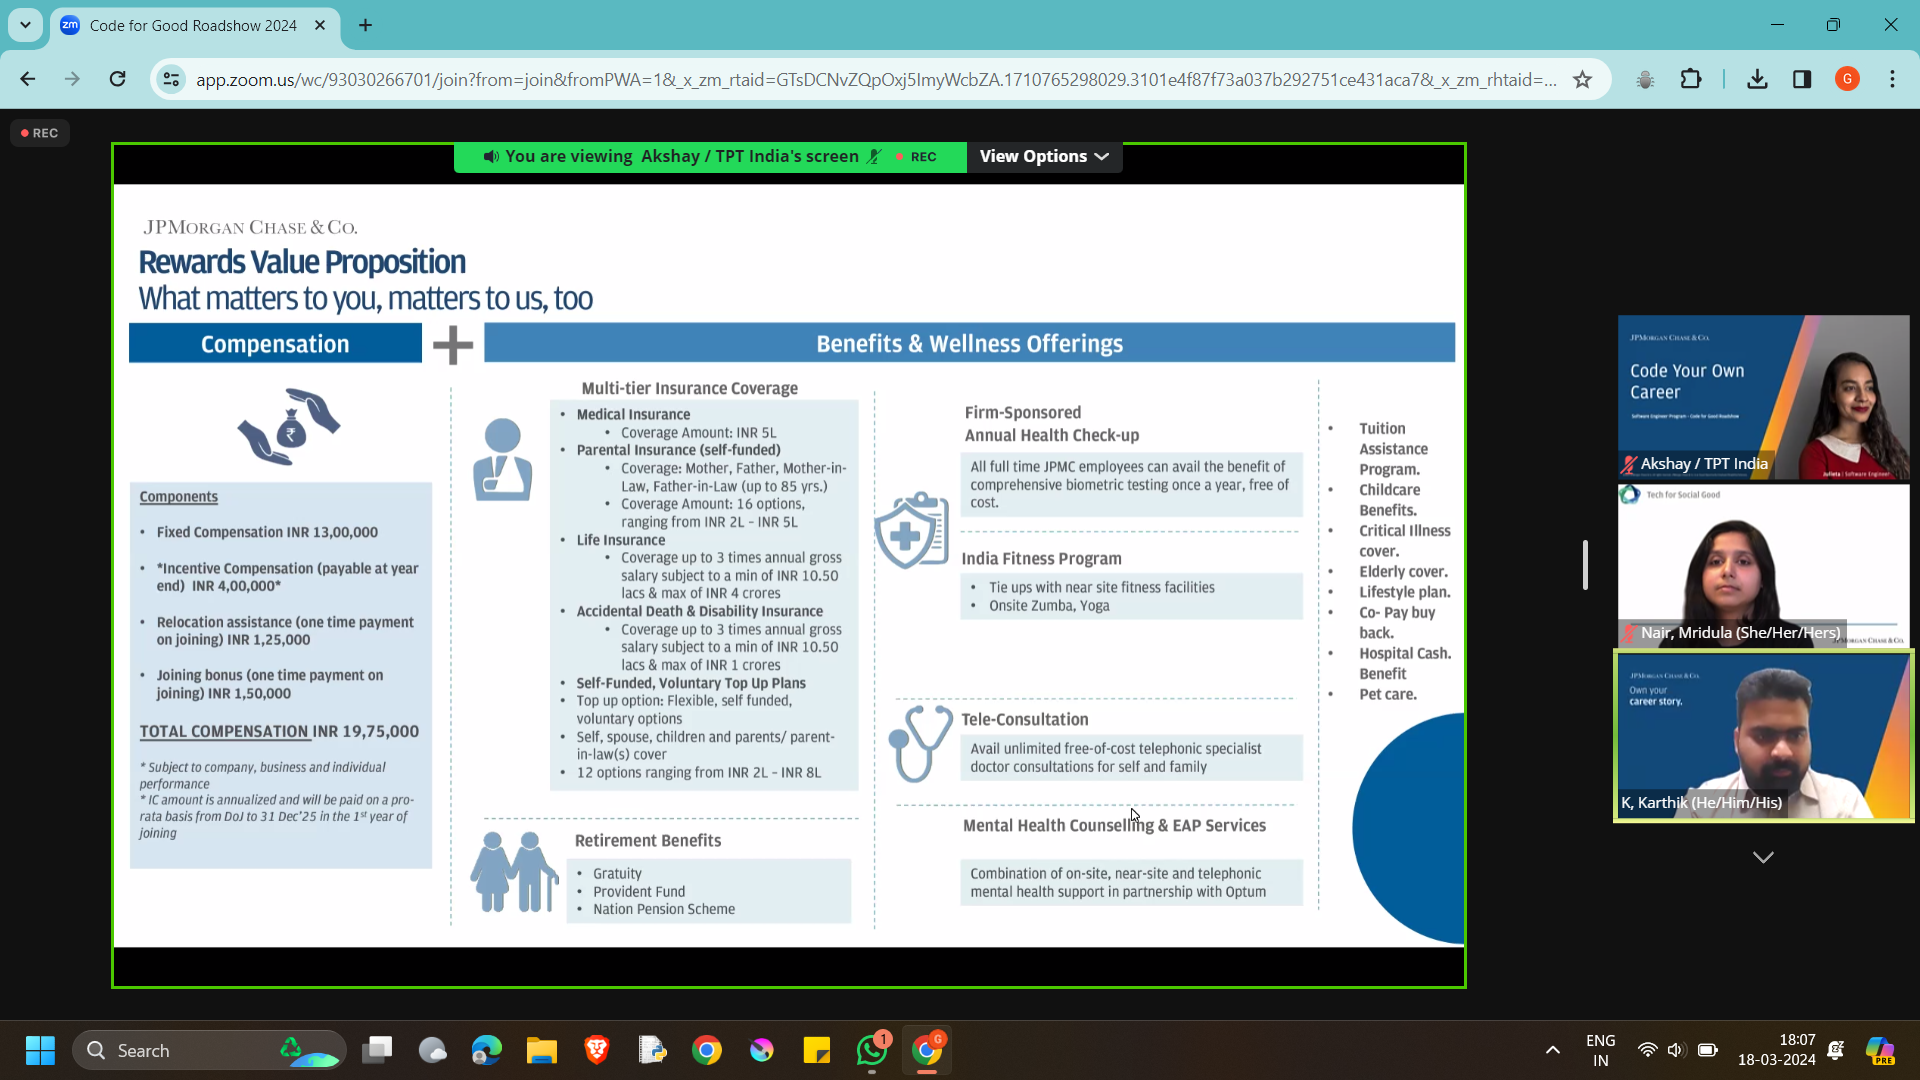 Code for Good Roadshow 2024
app.zoom.us/wc/93030266701/join?from=join&fromPWA=1&_x_zm_rtaid=GTsDCNvZQpOxj5ImyWcbZA.1710765298029.3101e4f87f73a037b292751ce431aca7&_x_zm_rhtaid=...
G
REC
You are viewing Akshay / TPT India's screen
REC
View Options
JPMORGAN CHASE & CO.
Rewards Value Proposition
What matters to you, matters to us, too
Compensation
Benefits & Wellness Offerings
Components
• Fixed Compensation INR 13,00,000
• *Incentive Compensation (payable at year
end) INR 4,00,000*
• Relocation assistance (one time payment
on joining) INR 1,25,000
• Joining bonus (one time payment on
joining) INR 1,50,000
TOTAL COMPENSATION INR 19,75,000
* Subject to company, business and individual
performance
* IC amount is annualized and will be paid on a pro-
rata basis from DoJ to 31 Dec'25 in the 1st year of
joining
Multi-tier Insurance Coverage
• Medical Insurance
• Coverage Amount: INR 5L
• Parental Insurance (self-funded)
• Coverage: Mother, Father, Mother-in-
Law, Father-in-Law (up to 85 yrs.)
• Coverage Amount: 16 options,
ranging from INR 2L - INR 5L
• Life Insurance
• Coverage up to 3 times annual gross
salary subject to a min of INR 10.50
lacs & max of INR 4 crores
• Accidental Death & Disability Insurance
• Coverage up to 3 times annual gross
salary subject to a min of INR 10.50
lacs & max of INR 1 crores
• Self-Funded, Voluntary Top Up Plans
• Top up option: Flexible, self funded,
voluntary options
• Self, spouse, children and parents/ parent-
in-law(s) cover
• 12 options ranging from INR 2L - INR 8L
Retirement Benefits
• Gratuity
• Provident Fund
• Nation Pension Scheme
Firm-Sponsored
Annual Health Check-up
All full time JPMC employees can avail the benefit of
comprehensive biometric testing once a year, free of
cost.
India Fitness Program
• Tie ups with near site fitness facilities
• Onsite Zumba, Yoga
Tele-Consultation
Avail unlimited free-of-cost telephonic specialist
doctor consultations for self and family
Mental Health Counselling & EAP Services
Combination of on-site, near-site and telephonic
mental health support in partnership with Optum
• Tuition
Assistance
Program.
• Childcare
Benefits.
• Critical Illness
cover.
• Elderly cover.
• Lifestyle plan.
• Co- Pay buy
back.
• Hospital Cash.
Benefit
• Pet care.
JPMORGAN CHASE & CO.
Code Your Own
Career
Software Engineer Program - Code for Good Roadshow
Julieta | Software Engineer
Akshay / TPT India
Tech for Social Good
JPMORGAN CHASE & CO.
Nair, Mridula (She/Her/Hers)
JPMORGAN CHASE & CO.
Own your
career story.
K, Karthik (He/Him/His)
Search
1
G
ENG
IN
18:07
18-03-2024
PRE